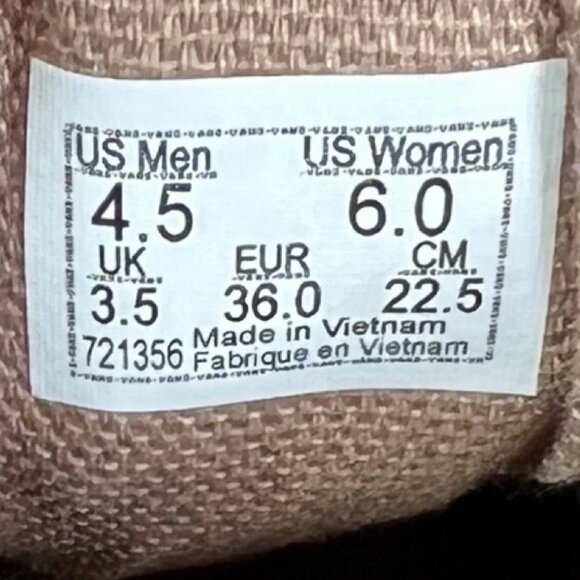 US Men US Women
4.5 6.0
UK EUR CM
3.5 36.0 22.5
721356 Made in Vietnam
Fabrique en Vietnam